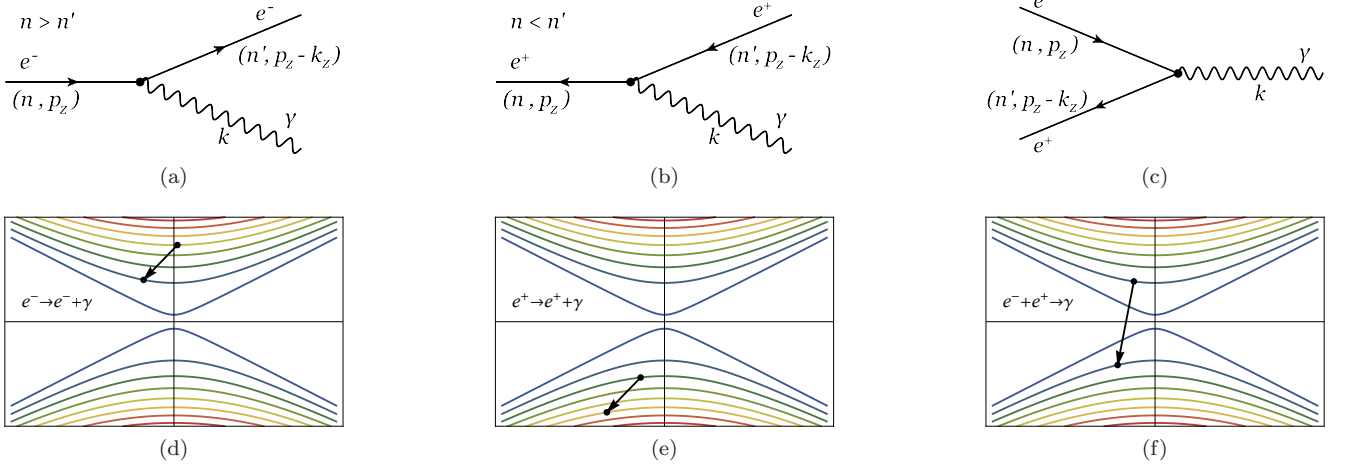 n > n'
e⁻
e⁻
(n', p_z - k_z)
(n , p_z)
k
γ
(a)
n < n'
e⁺
e⁺
(n', p_z - k_z)
(n , p_z)
k
γ
(b)
(n , p_z)
(n', p_z - k_z)
e⁺
γ
k
(c)
e⁻→e⁻+γ
(d)
e⁺→e⁺+γ
(e)
e⁻+e⁺→γ
(f)